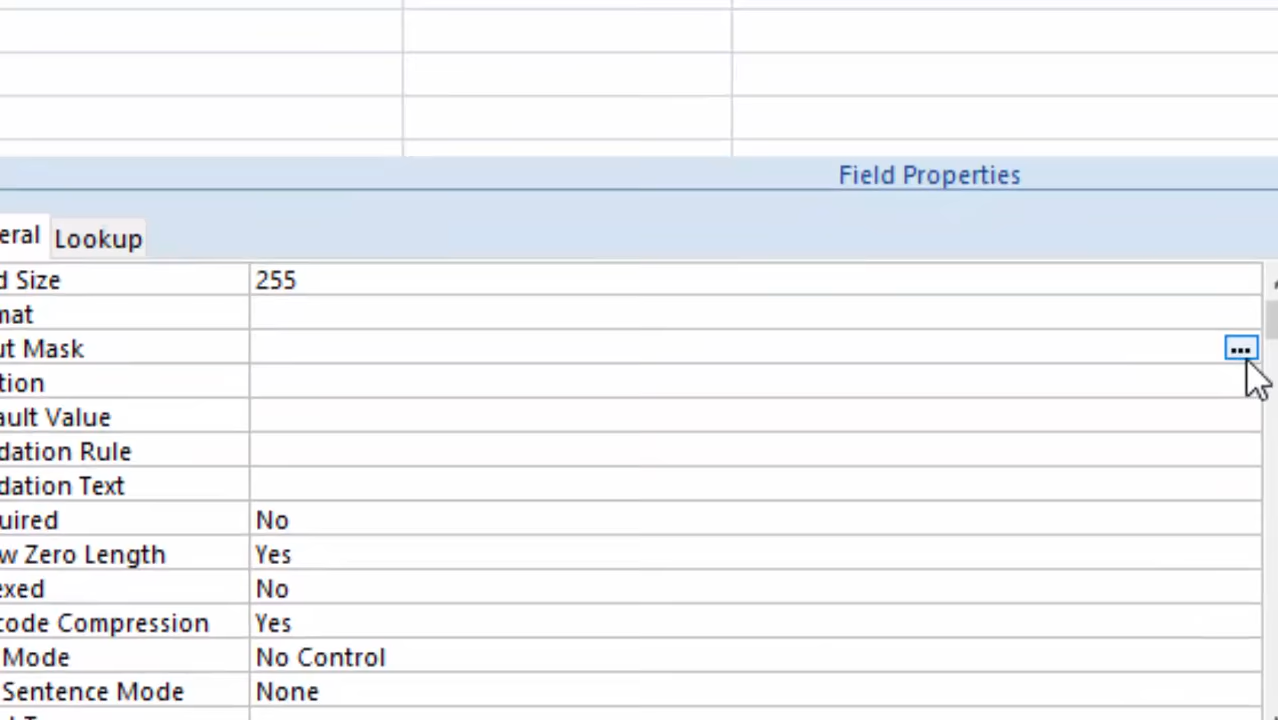 Field Properties
eral Lookup
d Size 255
mat
ut Mask ...
tion
ault Value
dation Rule
dation Text
uired No
w Zero Length Yes
exed No
code Compression Yes
Mode No Control
Sentence Mode None